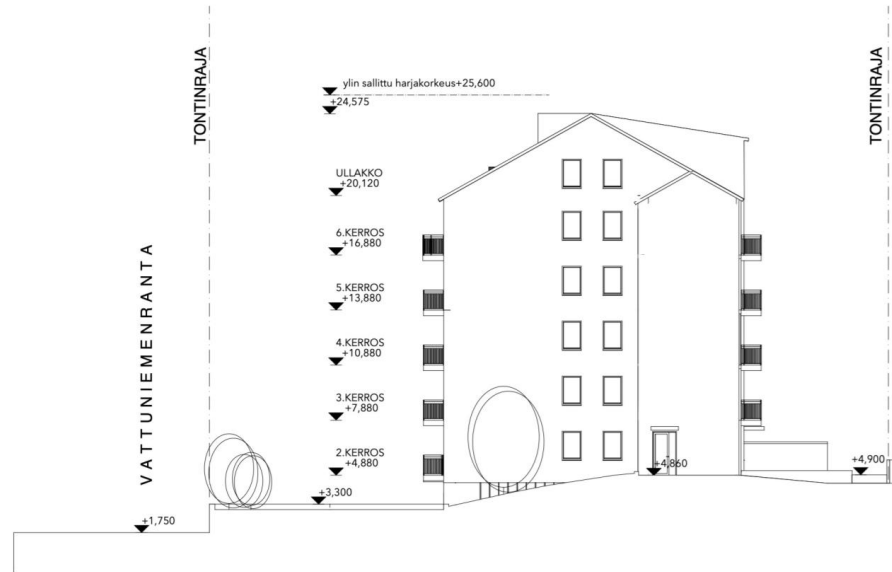 TONTINRAJA
TONTINRAJA
ylin sallittu harjakorkeus+25,600
+24,575
ULLAKKO
+20,120
6.KERROS
+16,880
5.KERROS
+13,880
4.KERROS
+10,880
3.KERROS
+7,880
2.KERROS
+4,880
VATTUNIEMENRANTA
+4,860
+4,900
+3,300
+1,750